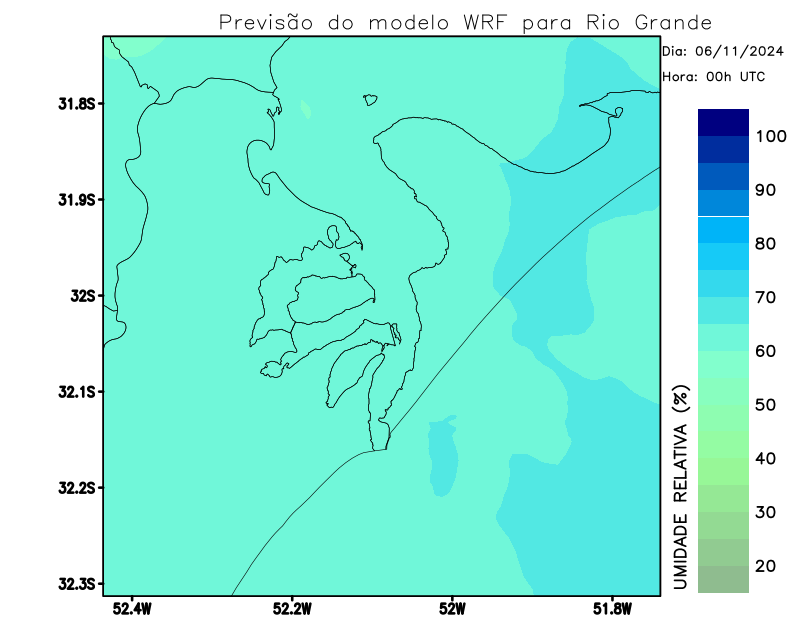 Previsão do modelo WRF para Rio Grande
Dia: 06/11/2024
Hora: 00h UTC
31.8S
31.9S
32S
32.1S
32.2S
32.3S
52.4W
52.2W
52W
51.8W
100
90
80
70
60
50
40
30
20
UMIDADE RELATIVA (%)